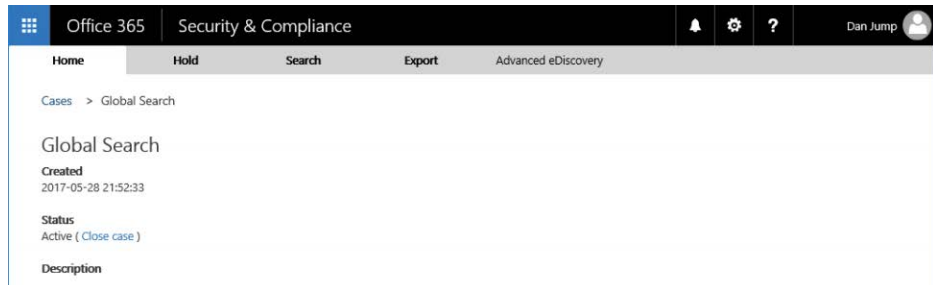 Office 365 Security & Compliance ? Dan Jump
Home Hold Search Export Advanced eDiscovery
Cases > Global Search
Global Search
Created
2017-05-28 21:52:33
Status
Active ( Close case )
Description